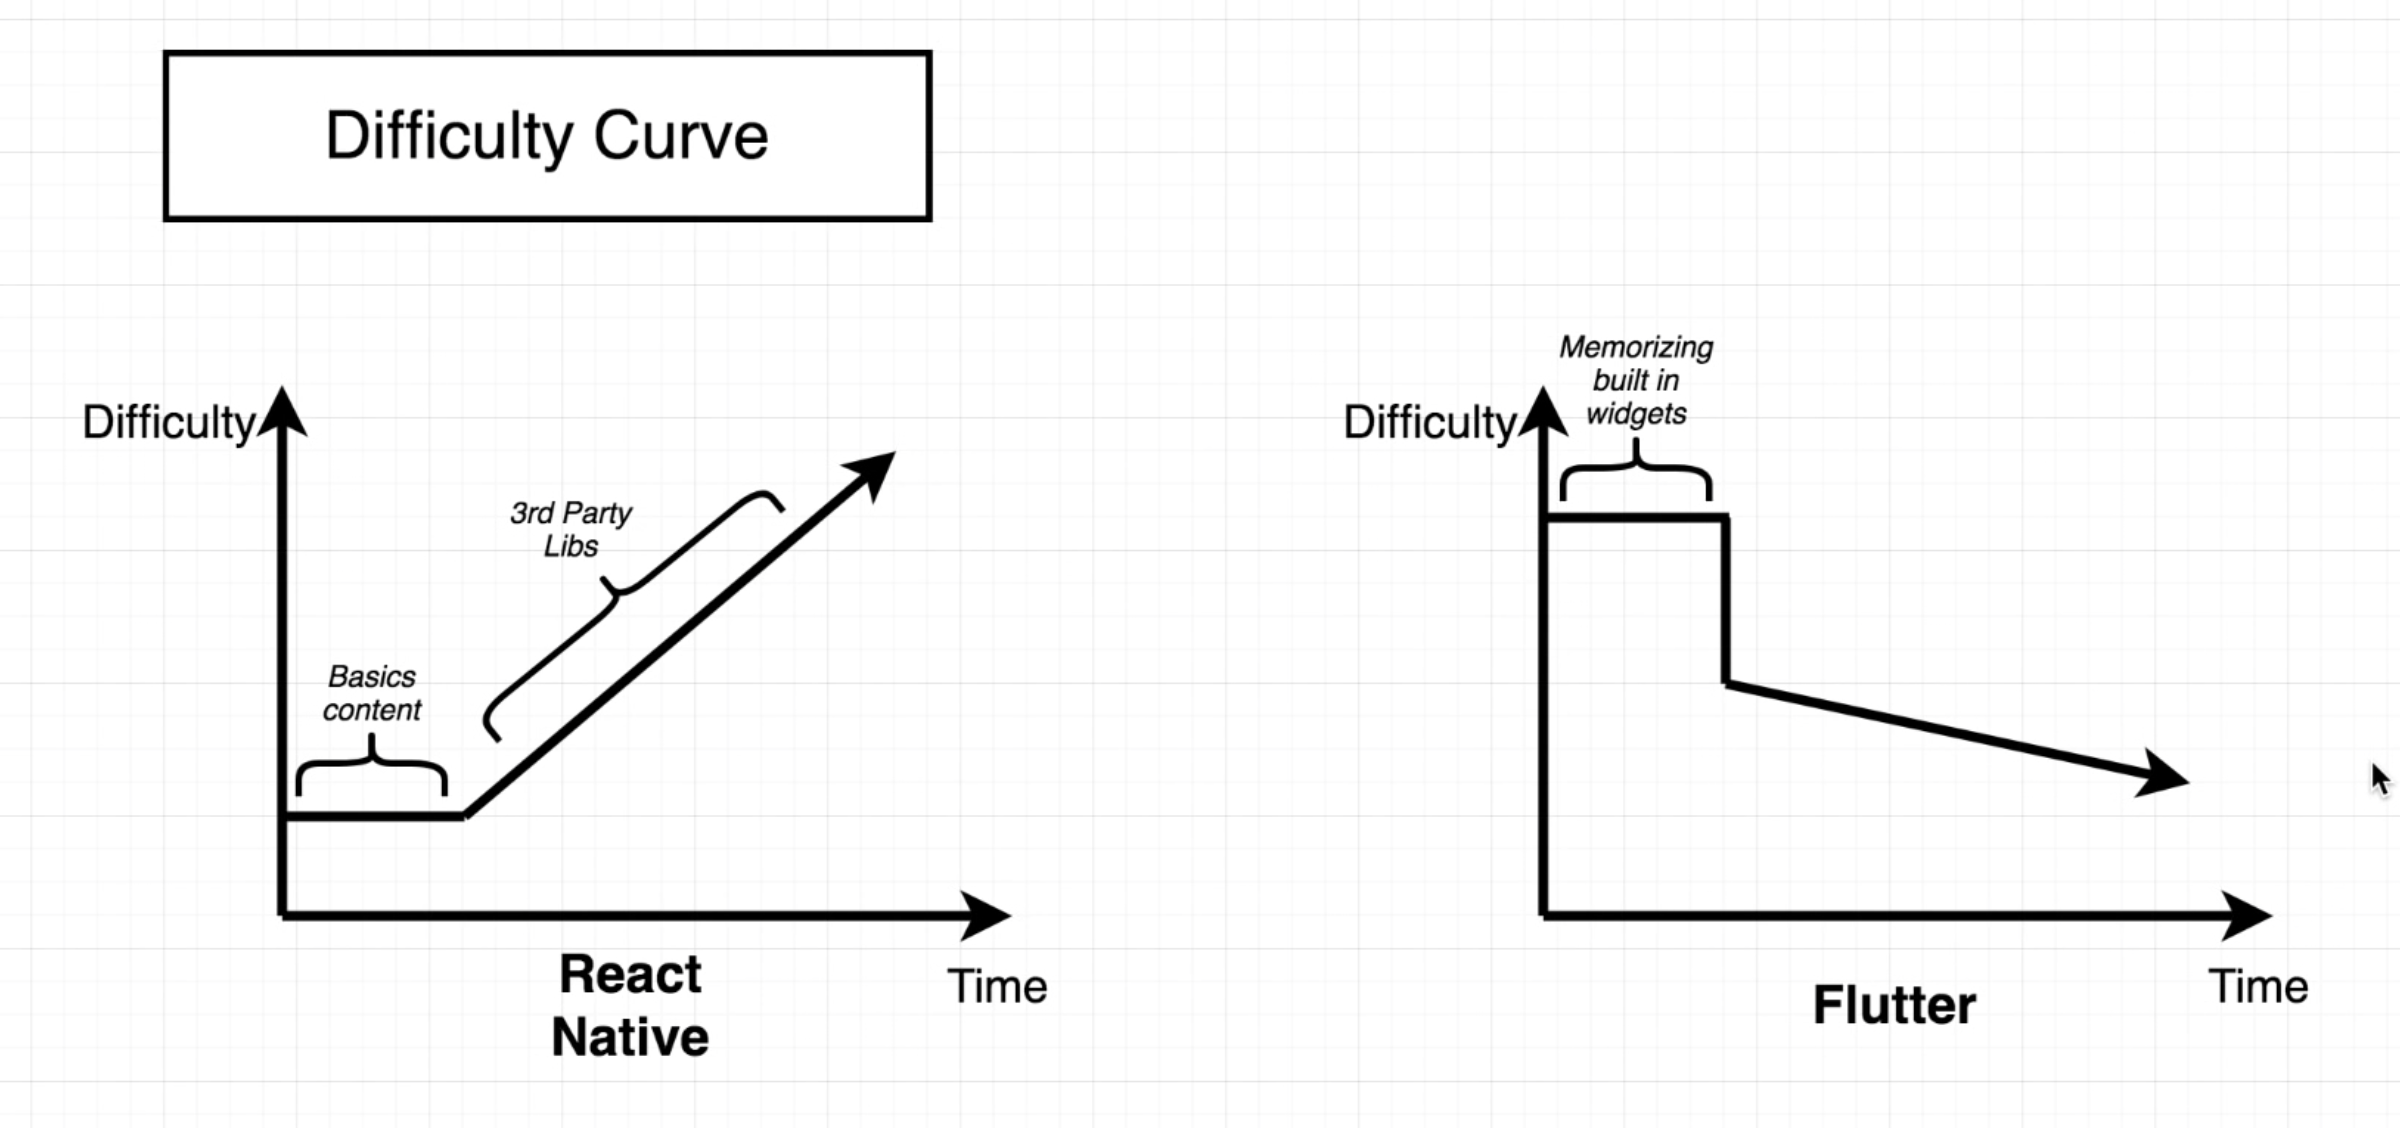 Difficulty Curve
Difficulty
3rd Party
Libs
Basics
content
React
Native
Time
Memorizing
built in
widgets
Difficulty
Flutter
Time